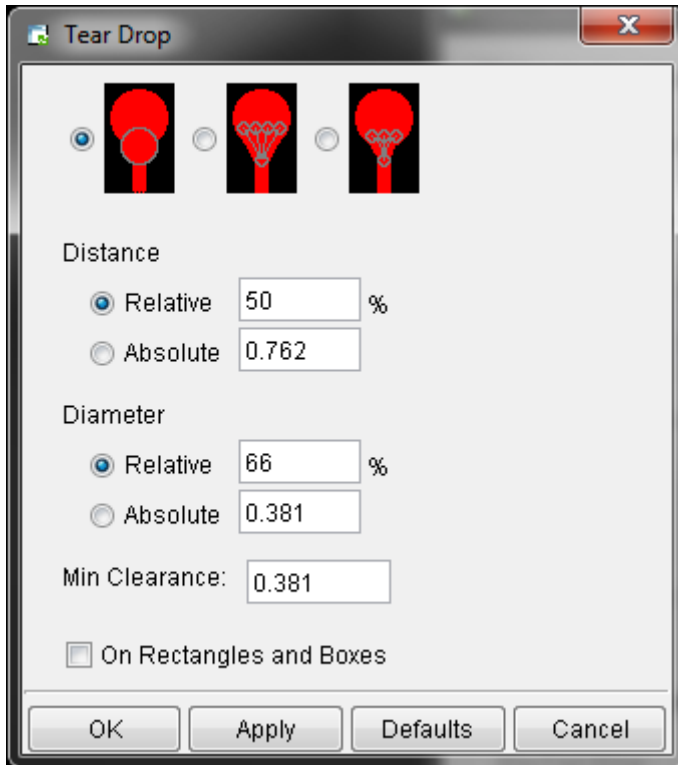 Tear Drop
Distance
Relative 50 %
Absolute 0.762
Diameter
Relative 66 %
Absolute 0.381
Min Clearance: 0.381
On Rectangles and Boxes
OK Apply Defaults Cancel